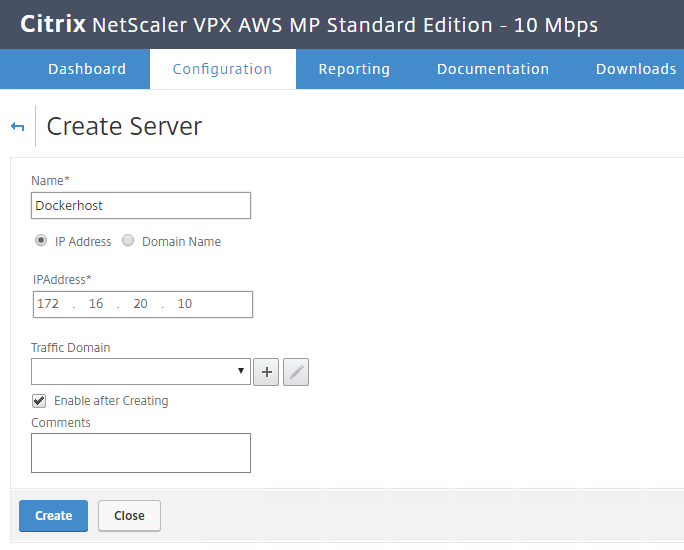 Citrix NetScaler VPX AWS MP Standard Edition - 10 Mbps
Dashboard Configuration Reporting Documentation Downloads
Create Server
Name*
Dockerhost
IP Address Domain Name
IPAddress*
172 . 16 . 20 . 10
Traffic Domain
+
Enable after Creating
Comments
Create Close